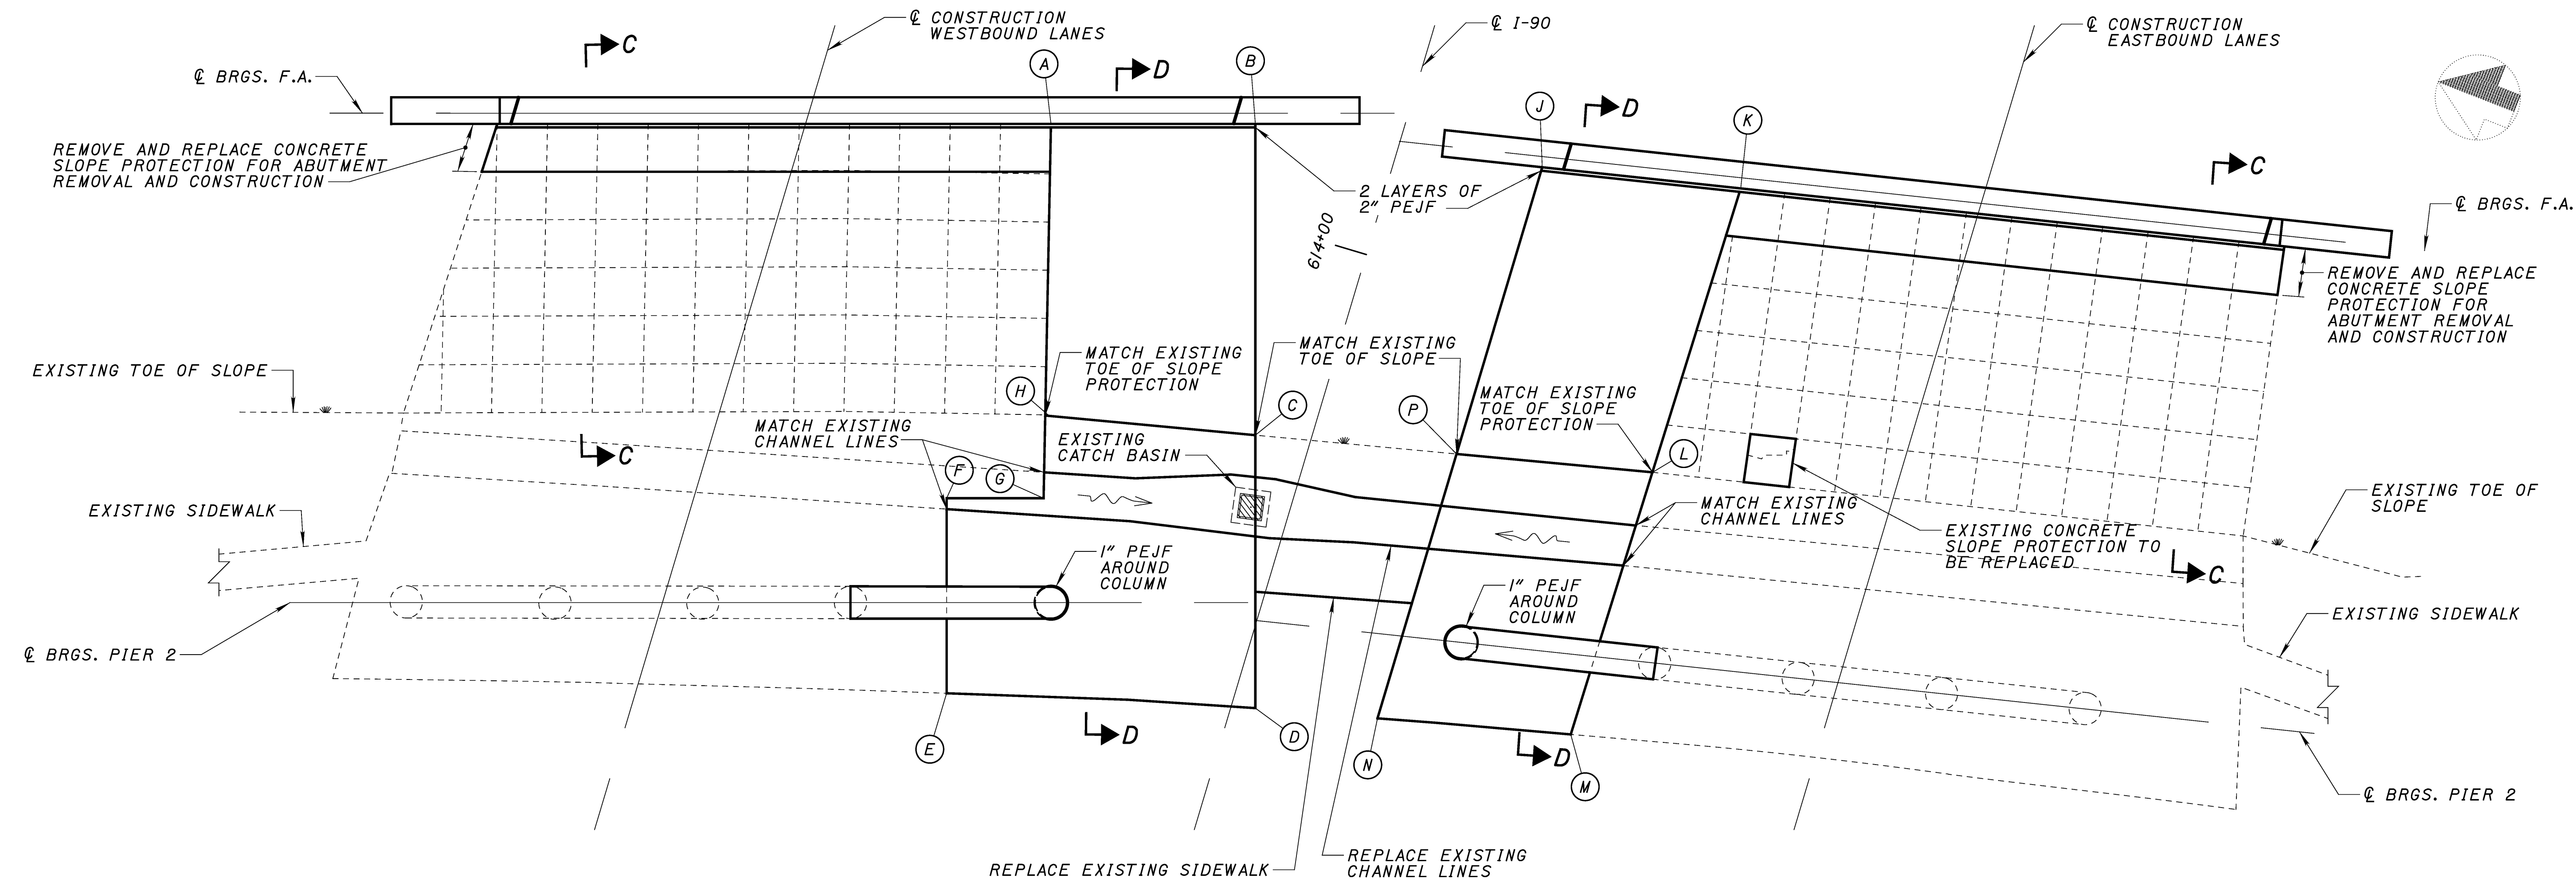 ℄ CONSTRUCTION
WESTBOUND LANES
℄ I-90
℄ CONSTRUCTION
EASTBOUND LANES
C
D
A
B
℄ BRGS. F.A.
J
D
K
C
REMOVE AND REPLACE CONCRETE
SLOPE PROTECTION FOR ABUTMENT
REMOVAL AND CONSTRUCTION
2 LAYERS OF
2" PEJF
614+00
℄ BRGS. F.A.
REMOVE AND REPLACE
CONCRETE SLOPE
PROTECTION FOR
ABUTMENT REMOVAL
AND CONSTRUCTION
EXISTING TOE OF SLOPE
MATCH EXISTING
TOE OF SLOPE
PROTECTION
MATCH EXISTING
TOE OF SLOPE
MATCH EXISTING
TOE OF SLOPE
PROTECTION
H
C
P
L
MATCH EXISTING
CHANNEL LINES
EXISTING
CATCH BASIN
C
F
G
MATCH EXISTING
CHANNEL LINES
EXISTING CONCRETE
SLOPE PROTECTION TO
BE REPLACED
EXISTING TOE OF
SLOPE
C
EXISTING SIDEWALK
1" PEJF
AROUND
COLUMN
1" PEJF
AROUND
COLUMN
EXISTING SIDEWALK
℄ BRGS. PIER 2
E
D
D
N
D
M
℄ BRGS. PIER 2
REPLACE EXISTING SIDEWALK
REPLACE EXISTING
CHANNEL LINES